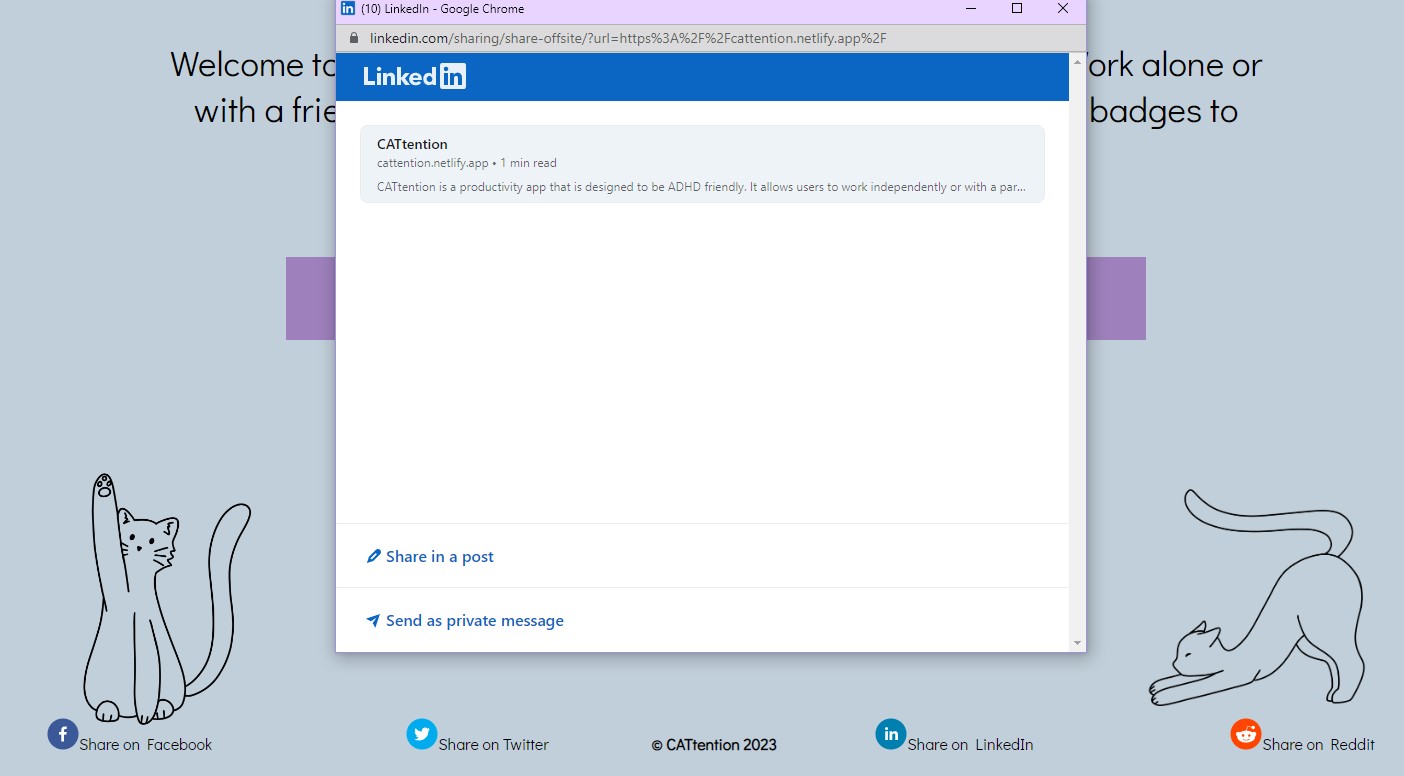 (10) LinkedIn - Google Chrome
linkedin.com/sharing/share-offsite/?url=https%3A%2F%2Fcattention.netlify.app%2F
Linked in
Welcome to
ork alone or
with a frie
badges to
CATtention
cattention.netlify.app • 1 min read
CATtention is a productivity app that is designed to be ADHD friendly. It allows users to work independently or with a par...
Share in a post
Send as private message
Share on Facebook
Share on Twitter
© CATtention 2023
Share on LinkedIn
Share on Reddit